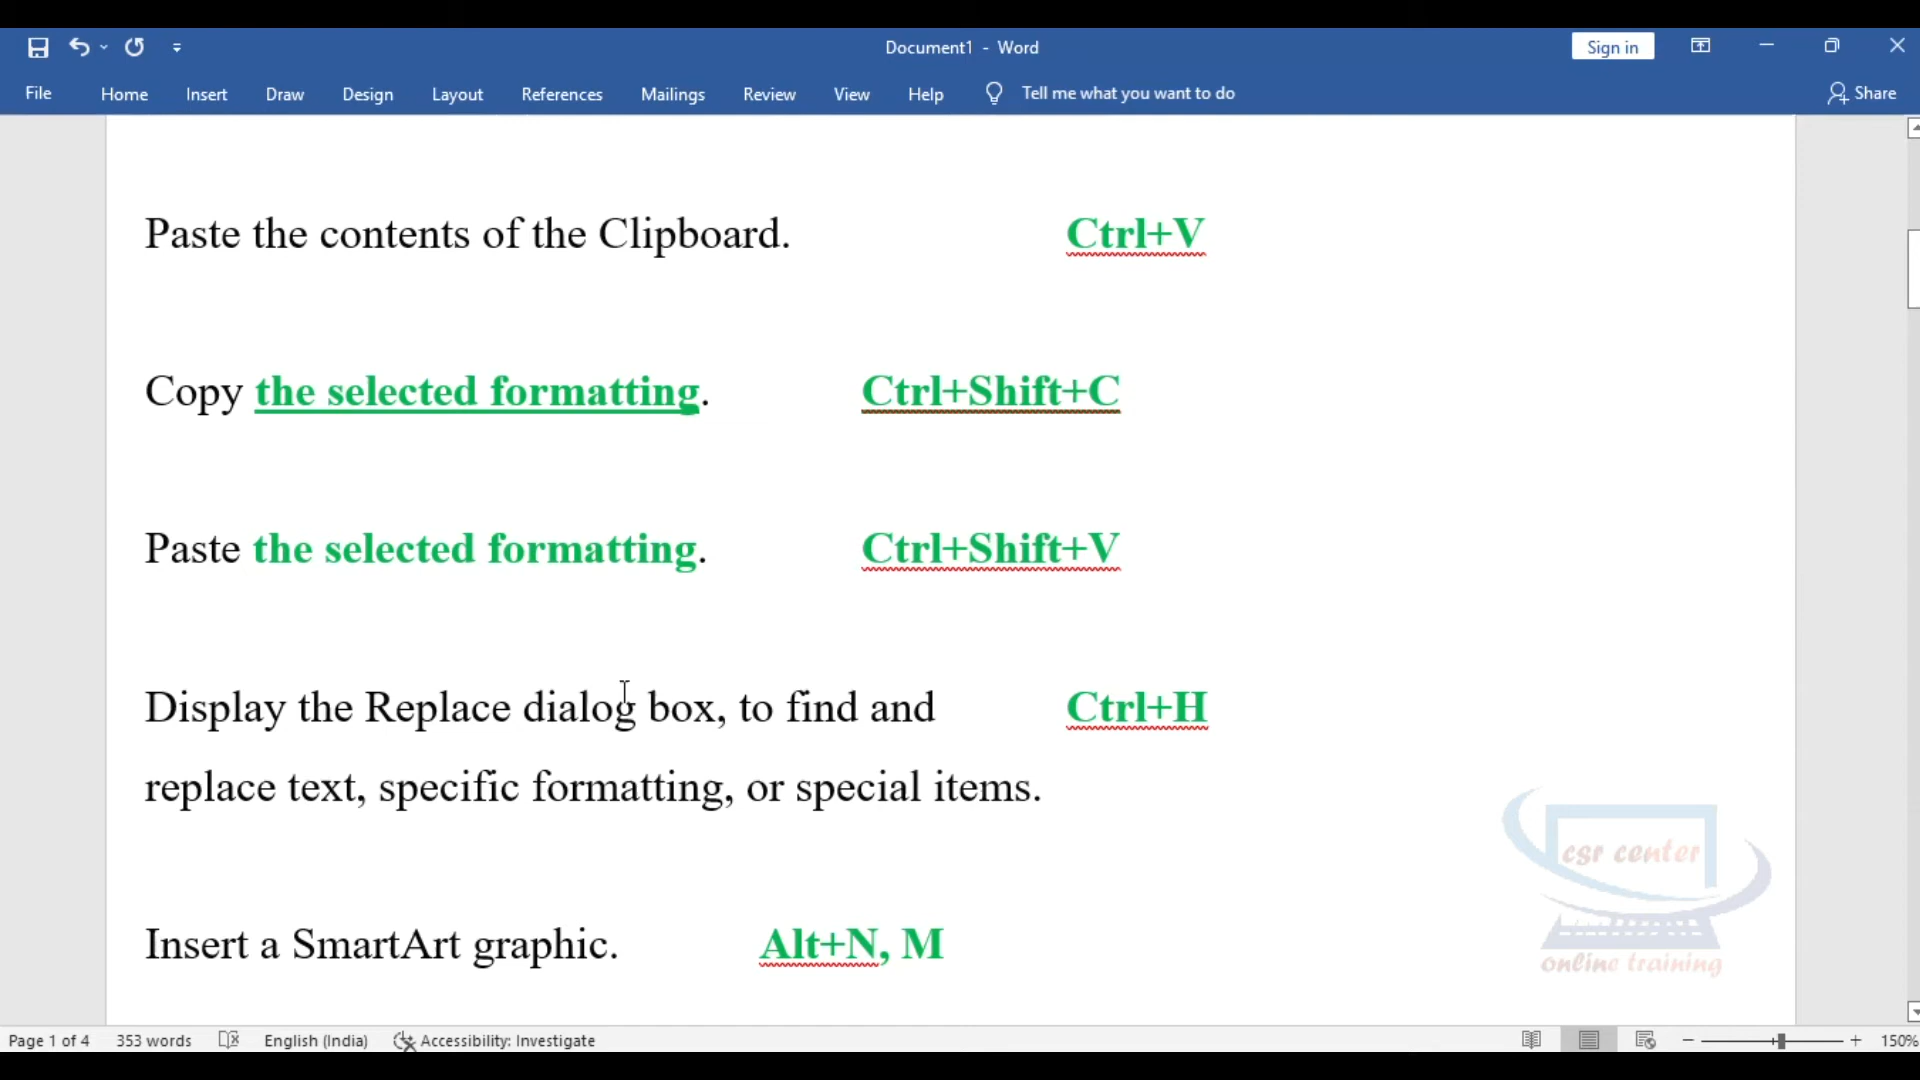 Document1 - Word
Sign in
File Home Insert Draw Design Layout References Mailings Review View Help Tell me what you want to do Share
Paste the contents of the Clipboard. Ctrl+V
Copy the selected formatting. Ctrl+Shift+C
Paste the selected formatting. Ctrl+Shift+V
Display the Replace dialog box, to find and Ctrl+H
replace text, specific formatting, or special items.
csr center
Insert a SmartArt graphic. Alt+N, M
online training
Page 1 of 4 353 words English (India) Accessibility: Investigate 150%